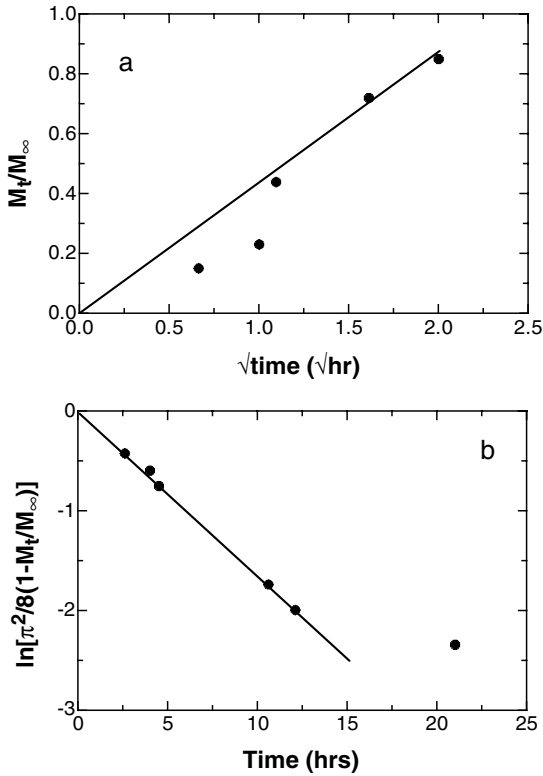 1.0
a
0.8
0.6
0.4
0.2
0.0
Mt/M∞
0.0 0.5 1.0 1.5 2.0 2.5
√time (√hr)
0
b
-1
-2
-3
ln[π²/8(1-Mt/M∞)]
0 5 10 15 20 25
Time (hrs)